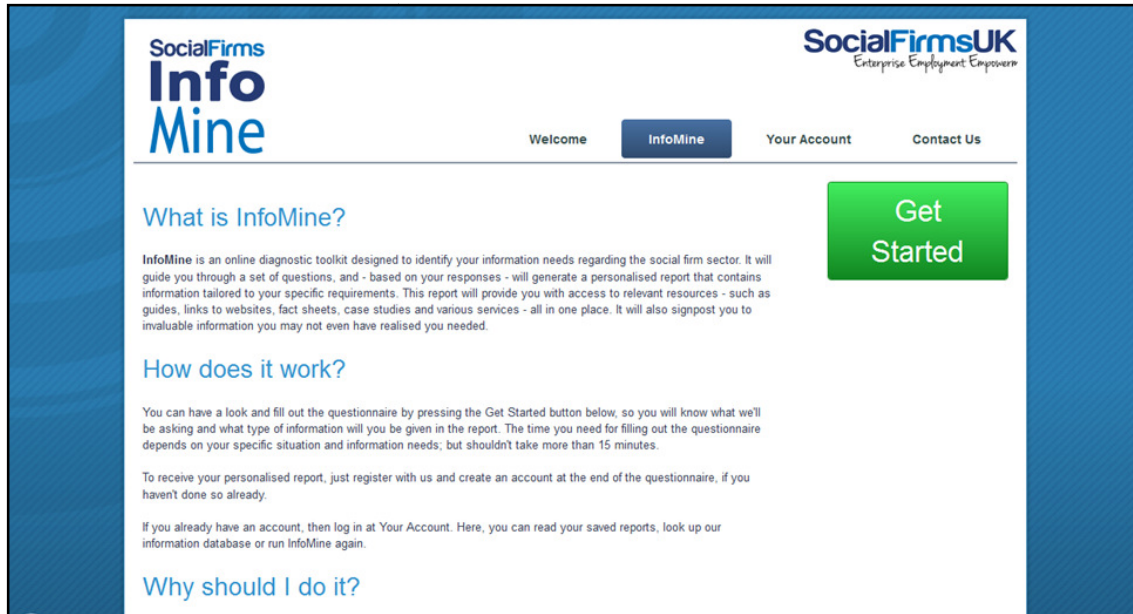 SocialFirms
Info
Mine
SocialFirmsUK
Enterprise Employment Empowerm
Welcome
InfoMine
Your Account
Contact Us
Get
Started
What is InfoMine?
InfoMine is an online diagnostic toolkit designed to identify your information needs regarding the social firm sector. It will
guide you through a set of questions, and - based on your responses - will generate a personalised report that contains
information tailored to your specific requirements. This report will provide you with access to relevant resources - such as
guides, links to websites, fact sheets, case studies and various services - all in one place. It will also signpost you to
invaluable information you may not even have realised you needed.
How does it work?
You can have a look and fill out the questionnaire by pressing the Get Started button below, so you will know what we'll
be asking and what type of information will you be given in the report. The time you need for filling out the questionnaire
depends on your specific situation and information needs; but shouldn't take more than 15 minutes.
To receive your personalised report, just register with us and create an account at the end of the questionnaire, if you
haven't done so already.
If you already have an account, then log in at Your Account. Here, you can read your saved reports, look up our
information database or run InfoMine again.
Why should I do it?